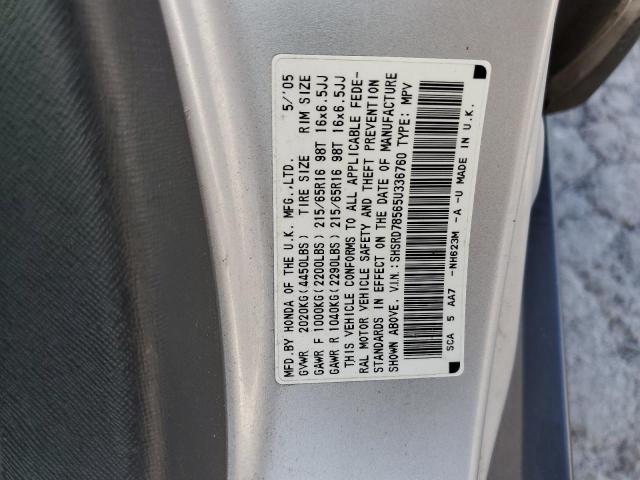 MFD.BY HONDA OF THE U.K. MFG.,LTD. 5/'05
GVWR 2020KG(4450LBS) TIRE SIZE RIM SIZE
GAWR F 1000KG(2200LBS) 215/65R16 98T 16x6.5JJ
GAWR R 1040KG(2290LBS) 215/65R16 98T 16x6.5JJ
THIS VEHICLE CONFORMS TO ALL APPLICABLE FEDE-
RAL MOTOR VEHICLE SAFETY AND THEFT PREVENTION
STANDARDS IN EFFECT ON THE DATE OF MANUFACTURE
SHOWN ABOVE. V.I.N.:SHSRD78565U336760 TYPE: MPV
SCA 5 AA7 -NH623M -A -U MADE IN U.K.